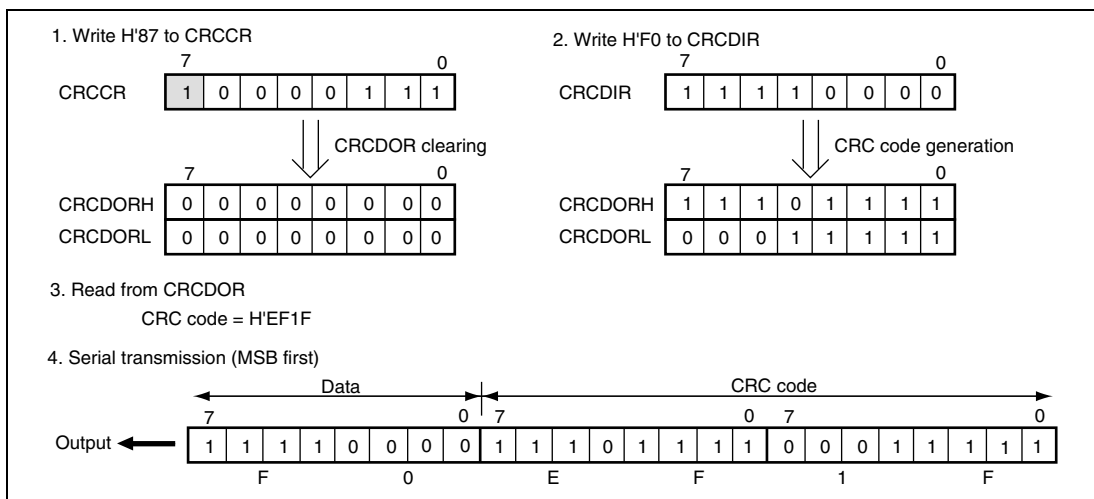 1. Write H'87 to CRCCR
7 0
CRCCR 1 0 0 0 0 1 1 1
CRCDOR clearing
7 0
CRCDORH 0 0 0 0 0 0 0 0
CRCDORL 0 0 0 0 0 0 0 0
2. Write H'F0 to CRCDIR
7 0
CRCDIR 1 1 1 1 0 0 0 0
CRC code generation
7 0
CRCDORH 1 1 1 0 1 1 1 1
CRCDORL 0 0 0 1 1 1 1 1
3. Read from CRCDOR
CRC code = H'EF1F
4. Serial transmission (MSB first)
Data CRC code
7 0 7 0 7 0
Output 1 1 1 1 0 0 0 0 1 1 1 0 1 1 1 1 0 0 0 1 1 1 1 1
F 0 E F 1 F